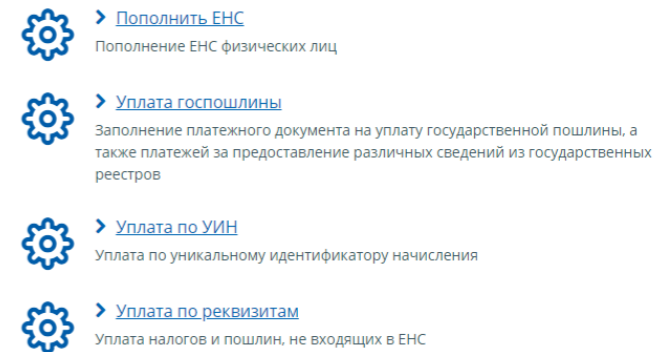 Пополнить ЕНС
Пополнение ЕНС физических лиц
Уплата госпошлины
Заполнение платежного документа на уплату государственной пошлины, а
также платежей за предоставление различных сведений из государственных
реестров
Уплата по УИН
Уплата по уникальному идентификатору начисления
Уплата по реквизитам
Уплата налогов и пошлин, не входящих в ЕНС